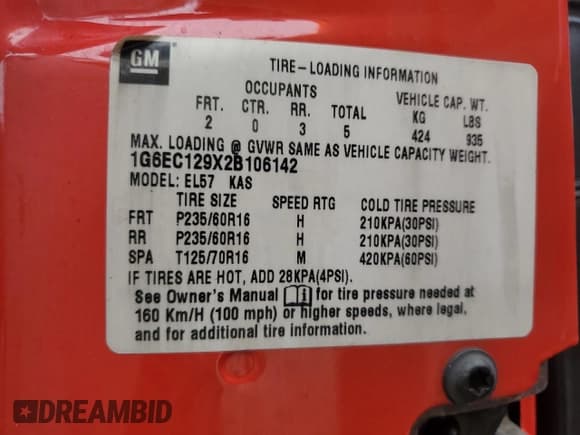 GM
TIRE-LOADING INFORMATION
OCCUPANTS VEHICLE CAP. WT.
FRT. CTR. RR. TOTAL KG LBS
2 0 3 5 424 935
MAX. LOADING @ GVWR SAME AS VEHICLE CAPACITY WEIGHT.
1G6EC129X2B106142
MODEL: EL57 KAS
TIRE SIZE SPEED RTG COLD TIRE PRESSURE
FRT P235/60R16 H 210KPA(30PSI)
RR P235/60R16 H 210KPA(30PSI)
SPA T125/70R16 M 420KPA(60PSI)
IF TIRES ARE HOT, ADD 28KPA(4PSI).
See Owner's Manual for tire pressure needed at
160 Km/H (100 mph) or higher speeds, where legal,
and for additional tire information.
DREAMBID